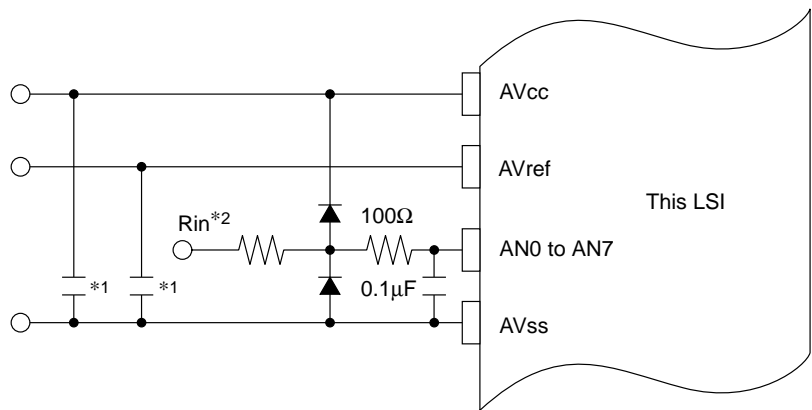 AVcc
AVref
This LSI
Rin*2
100Ω
AN0 to AN7
*1
*1
0.1μF
AVss